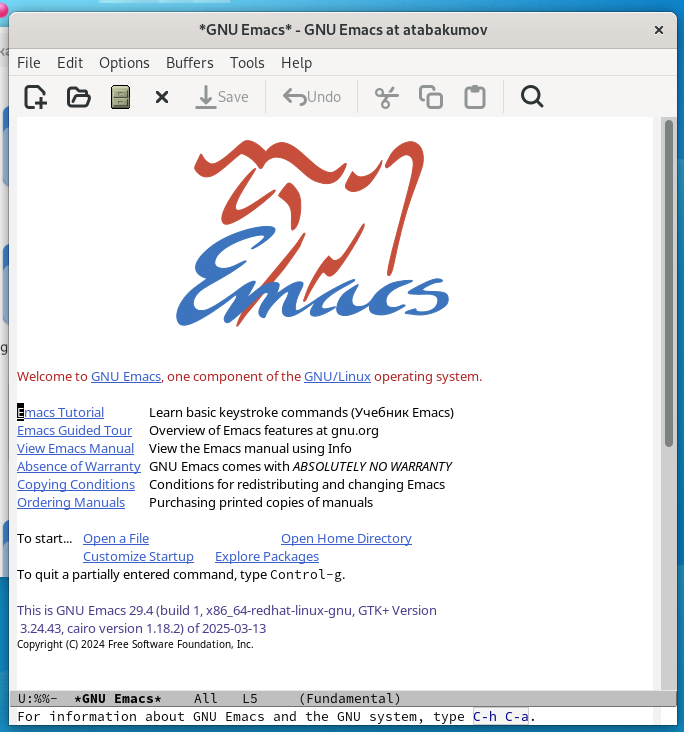 *GNU Emacs* - GNU Emacs at atabakumov
File Edit Options Buffers Tools Help
Save Undo
Emacs
Welcome to GNU Emacs, one component of the GNU/Linux operating system.
Emacs Tutorial Learn basic keystroke commands (Учебник Emacs)
Emacs Guided Tour Overview of Emacs features at gnu.org
View Emacs Manual View the Emacs manual using Info
Absence of Warranty GNU Emacs comes with ABSOLUTELY NO WARRANTY
Copying Conditions Conditions for redistributing and changing Emacs
Ordering Manuals Purchasing printed copies of manuals
To start... Open a File Open Home Directory
Customize Startup Explore Packages
To quit a partially entered command, type Control-g.
This is GNU Emacs 29.4 (build 1, x86_64-redhat-linux-gnu, GTK+ Version
3.24.43, cairo version 1.18.2) of 2025-03-13
Copyright (C) 2024 Free Software Foundation, Inc.
U:%%- *GNU Emacs* All L5 (Fundamental)
For information about GNU Emacs and the GNU system, type C-h C-a.